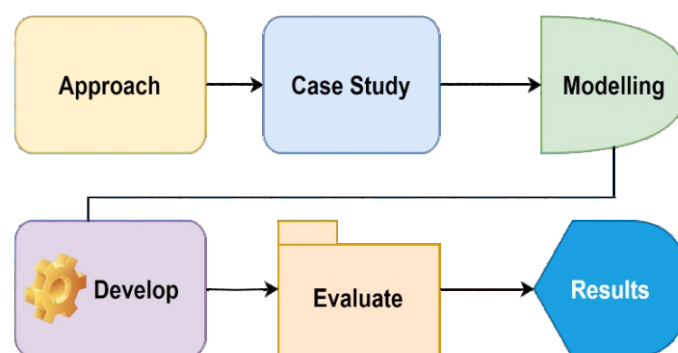 Approach
Case Study
Modelling
Develop
Evaluate
Results